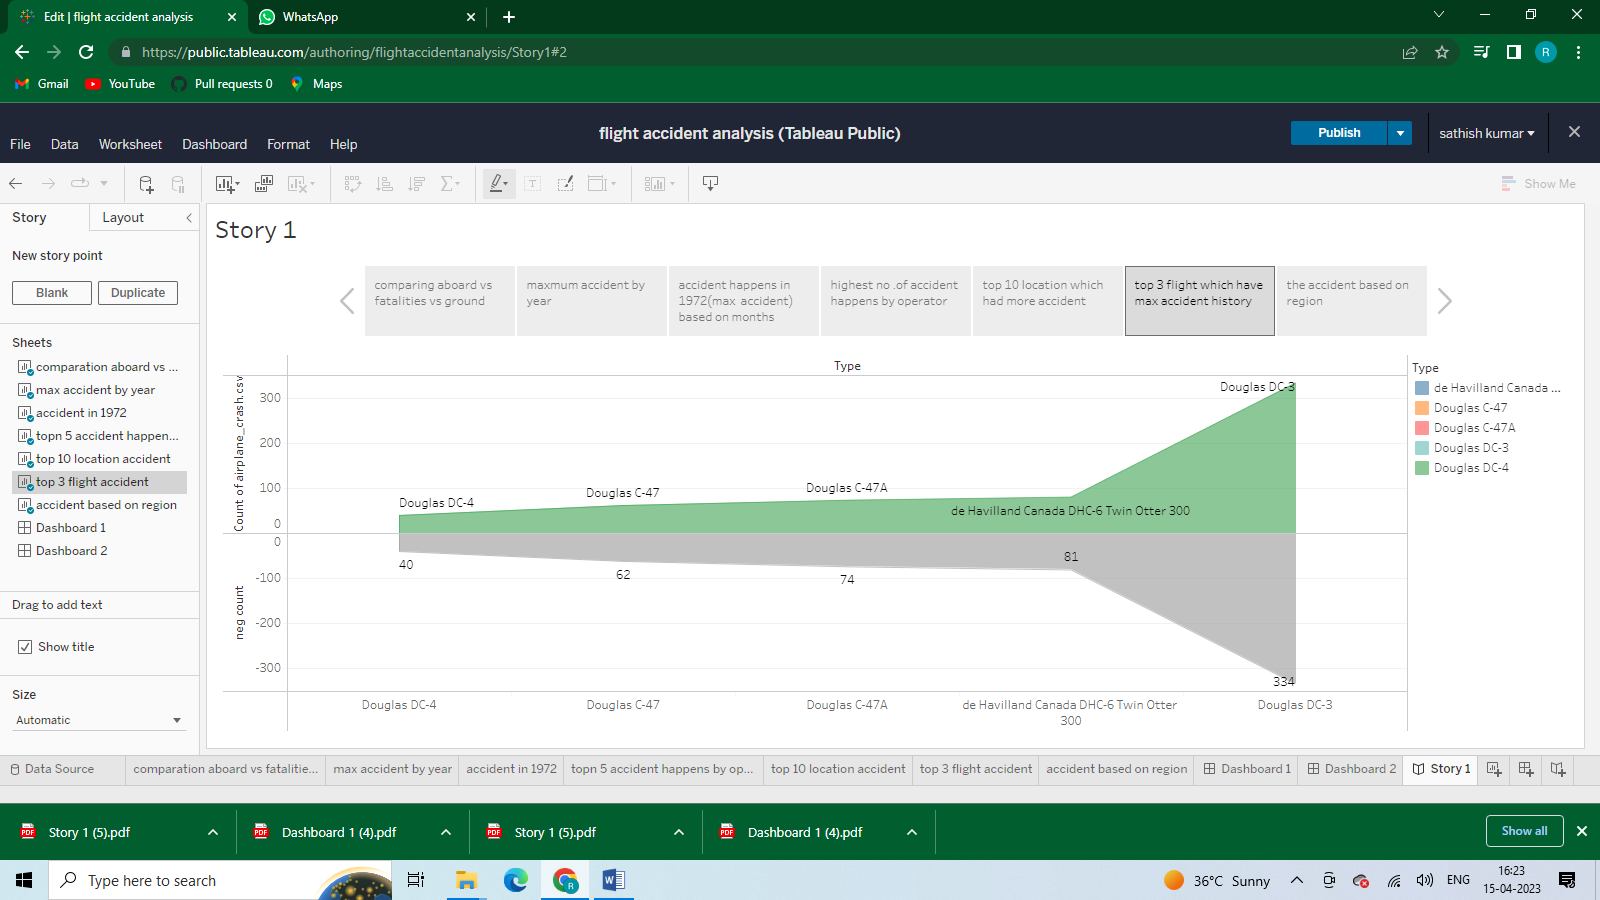 Edit | flight accident analysis
WhatsApp
https://public.tableau.com/authoring/flightaccidentanalysis/Story1#2
R
Gmail
YouTube
Pull requests 0
Maps
File
Data
Worksheet
Dashboard
Format
Help
flight accident analysis (Tableau Public)
Publish
sathish kumar
Show Me
Story
Layout
New story point
Blank
Duplicate
Sheets
comparation aboard vs ...
max accident by year
accident in 1972
topn 5 accident happen...
top 10 location accident
top 3 flight accident
accident based on region
Dashboard 1
Dashboard 2
Drag to add text
Show title
Size
Automatic
Story 1
comparing aboard vs
fatalities vs ground
maxmum accident by
year
accident happens in
1972(max accident)
based on months
highest no .of accident
happens by operator
top 10 location which
had more accident
top 3 flight which have
max accident history
the accident based on
region
Type
Count of airplane_crash.csv
300
200
100
0
neg count
0
-100
-200
-300
Douglas DC-4
Douglas C-47
Douglas C-47A
de Havilland Canada DHC-6 Twin Otter 300
Douglas DC-3
40
62
74
81
334
Douglas DC-4
Douglas C-47
Douglas C-47A
de Havilland Canada DHC-6 Twin Otter
300
Douglas DC-3
Type
de Havilland Canada ...
Douglas C-47
Douglas C-47A
Douglas DC-3
Douglas DC-4
Data Source
comparation aboard vs fatalitie...
max accident by year
accident in 1972
topn 5 accident happens by op...
top 10 location accident
top 3 flight accident
accident based on region
Dashboard 1
Dashboard 2
Story 1
PDF
Story 1 (5).pdf
PDF
Dashboard 1 (4).pdf
PDF
Story 1 (5).pdf
PDF
Dashboard 1 (4).pdf
Show all
Type here to search
R
W
36°C Sunny
ENG
16:23
15-04-2023